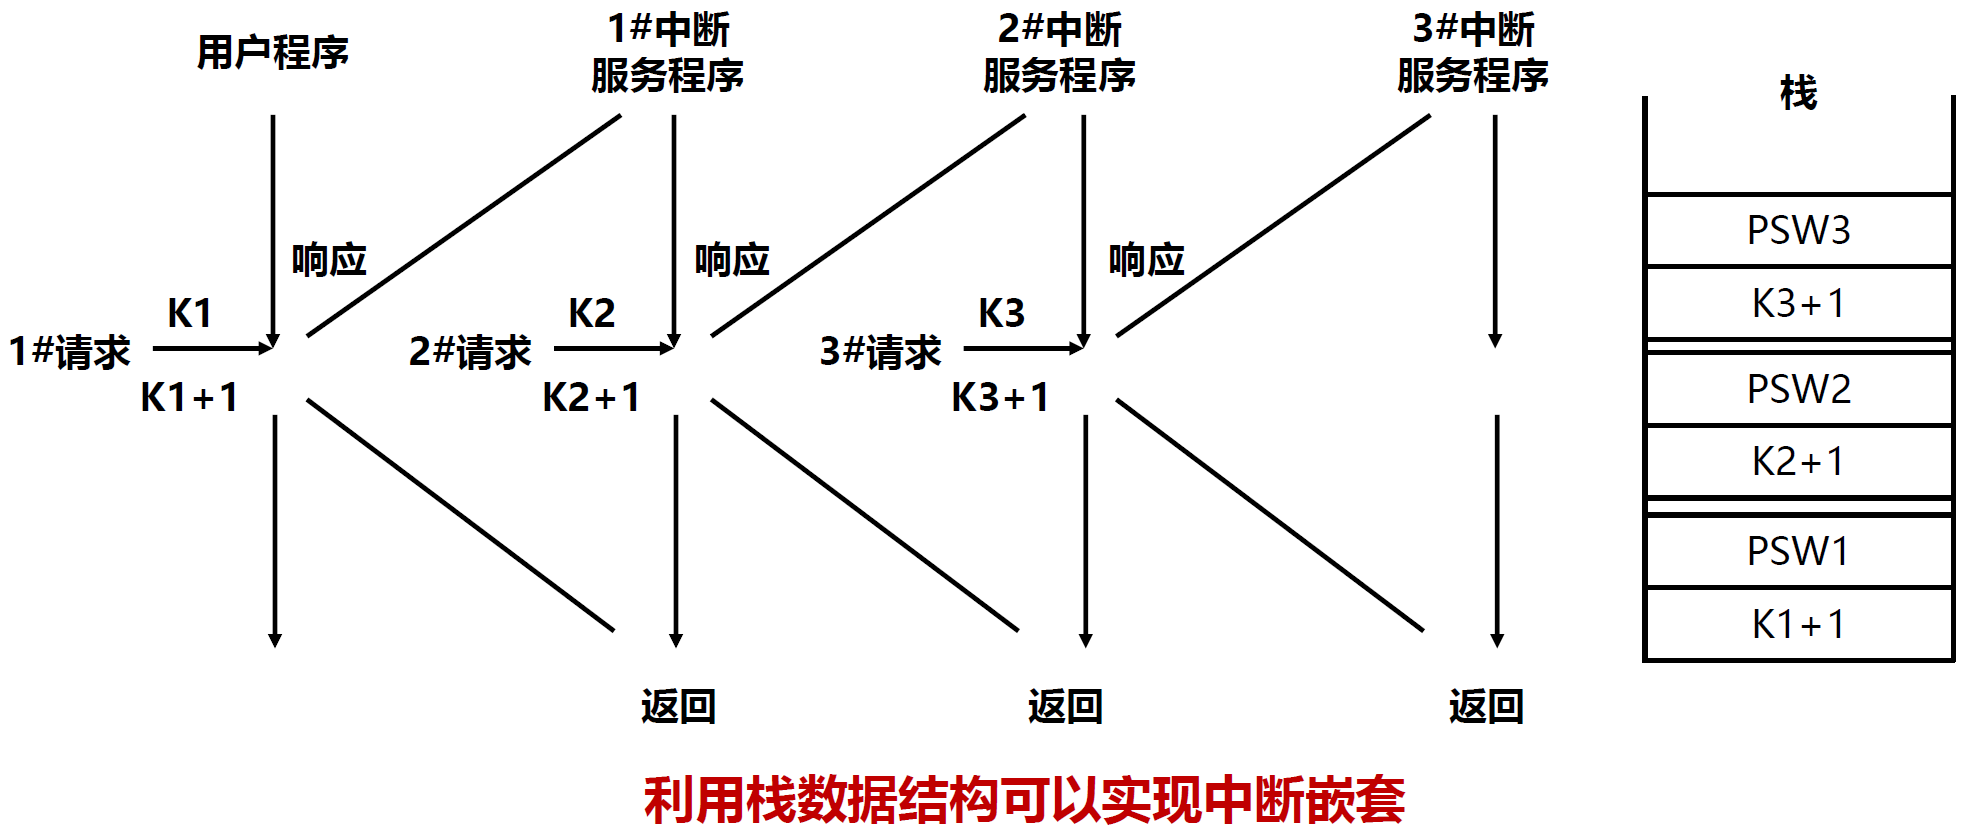 用户程序
1#中断
服务程序
2#中断
服务程序
3#中断
服务程序
栈
响应
响应
响应
K1
K2
K3
1#请求
2#请求
3#请求
K1+1
K2+1
K3+1
PSW3
K3+1
PSW2
K2+1
PSW1
K1+1
返回
返回
返回
利用栈数据结构可以实现中断嵌套